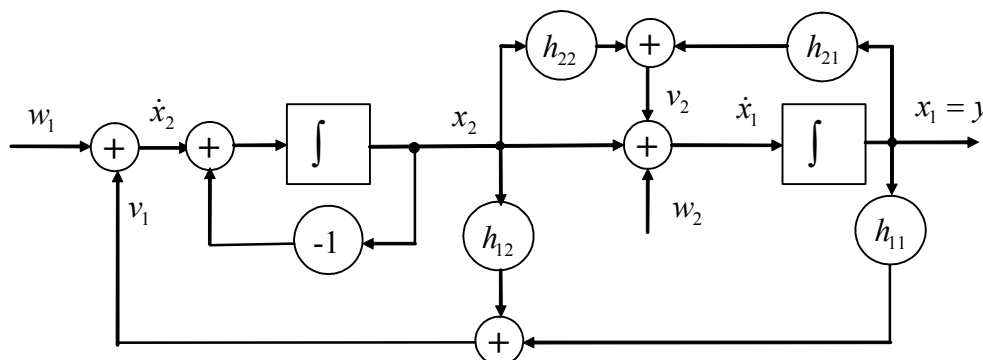 h₂₂ + h₂₁
w₁ ẋ₂ ∫ x₂ v₂ ẋ₁ ∫ x₁ = y
+ + +
v₁ -1 h₁₂ w₂ h₁₁
+